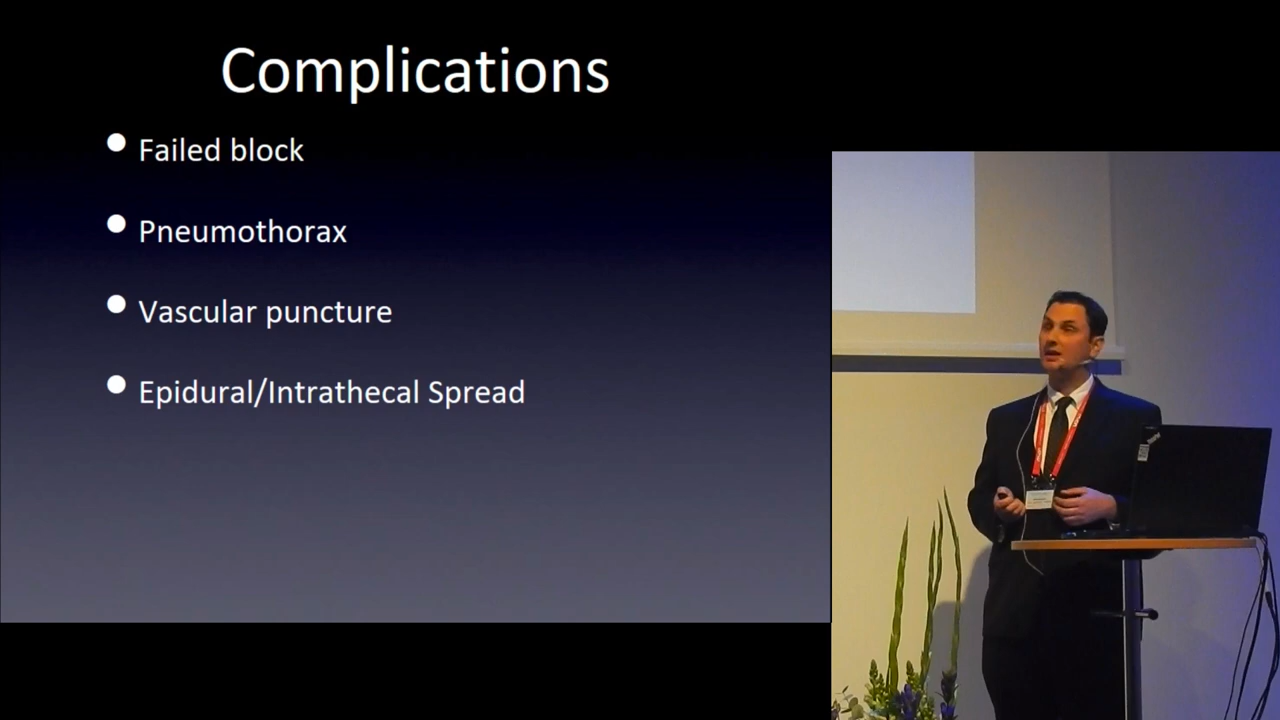 Complications
Failed block
Pneumothorax
Vascular puncture
Epidural/Intrathecal Spread